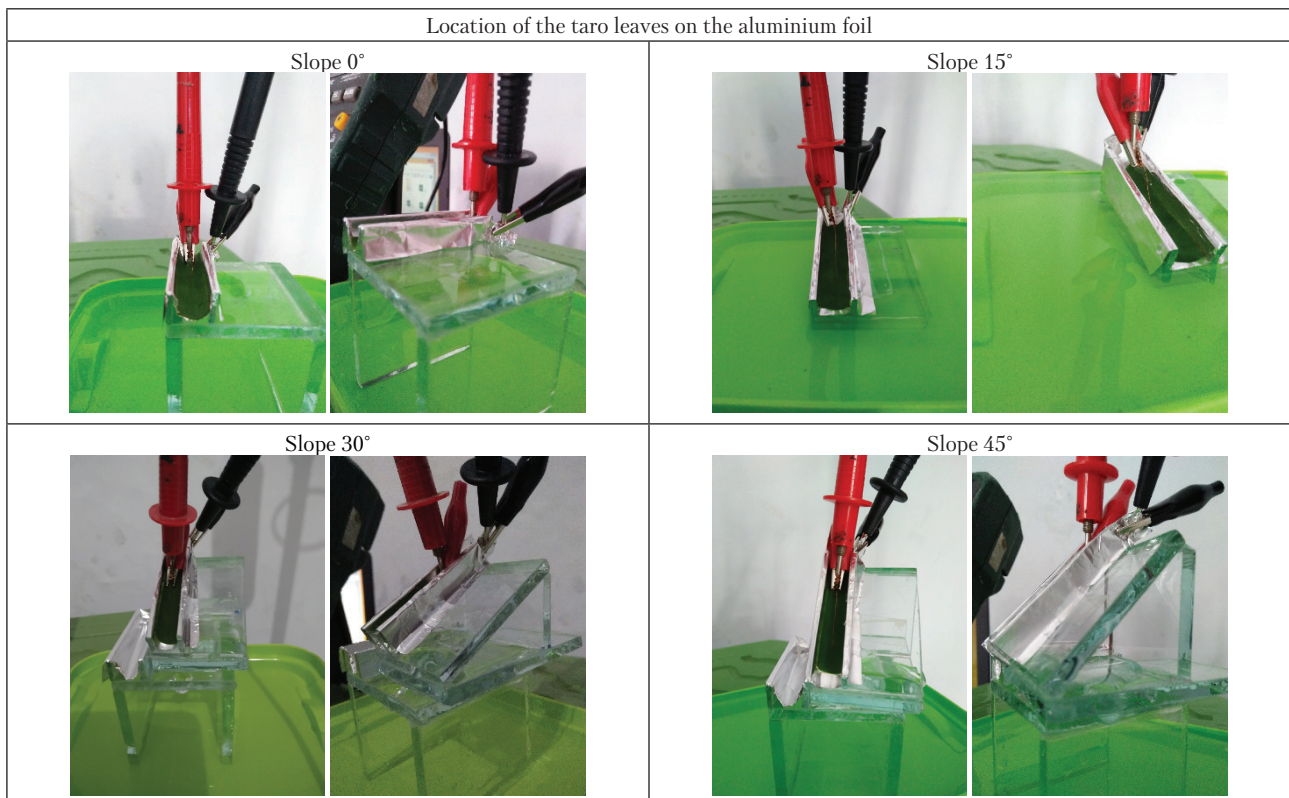 Location of the taro leaves on the aluminium foil
Slope 0°
Slope 15°
Slope 30°
Slope 45°